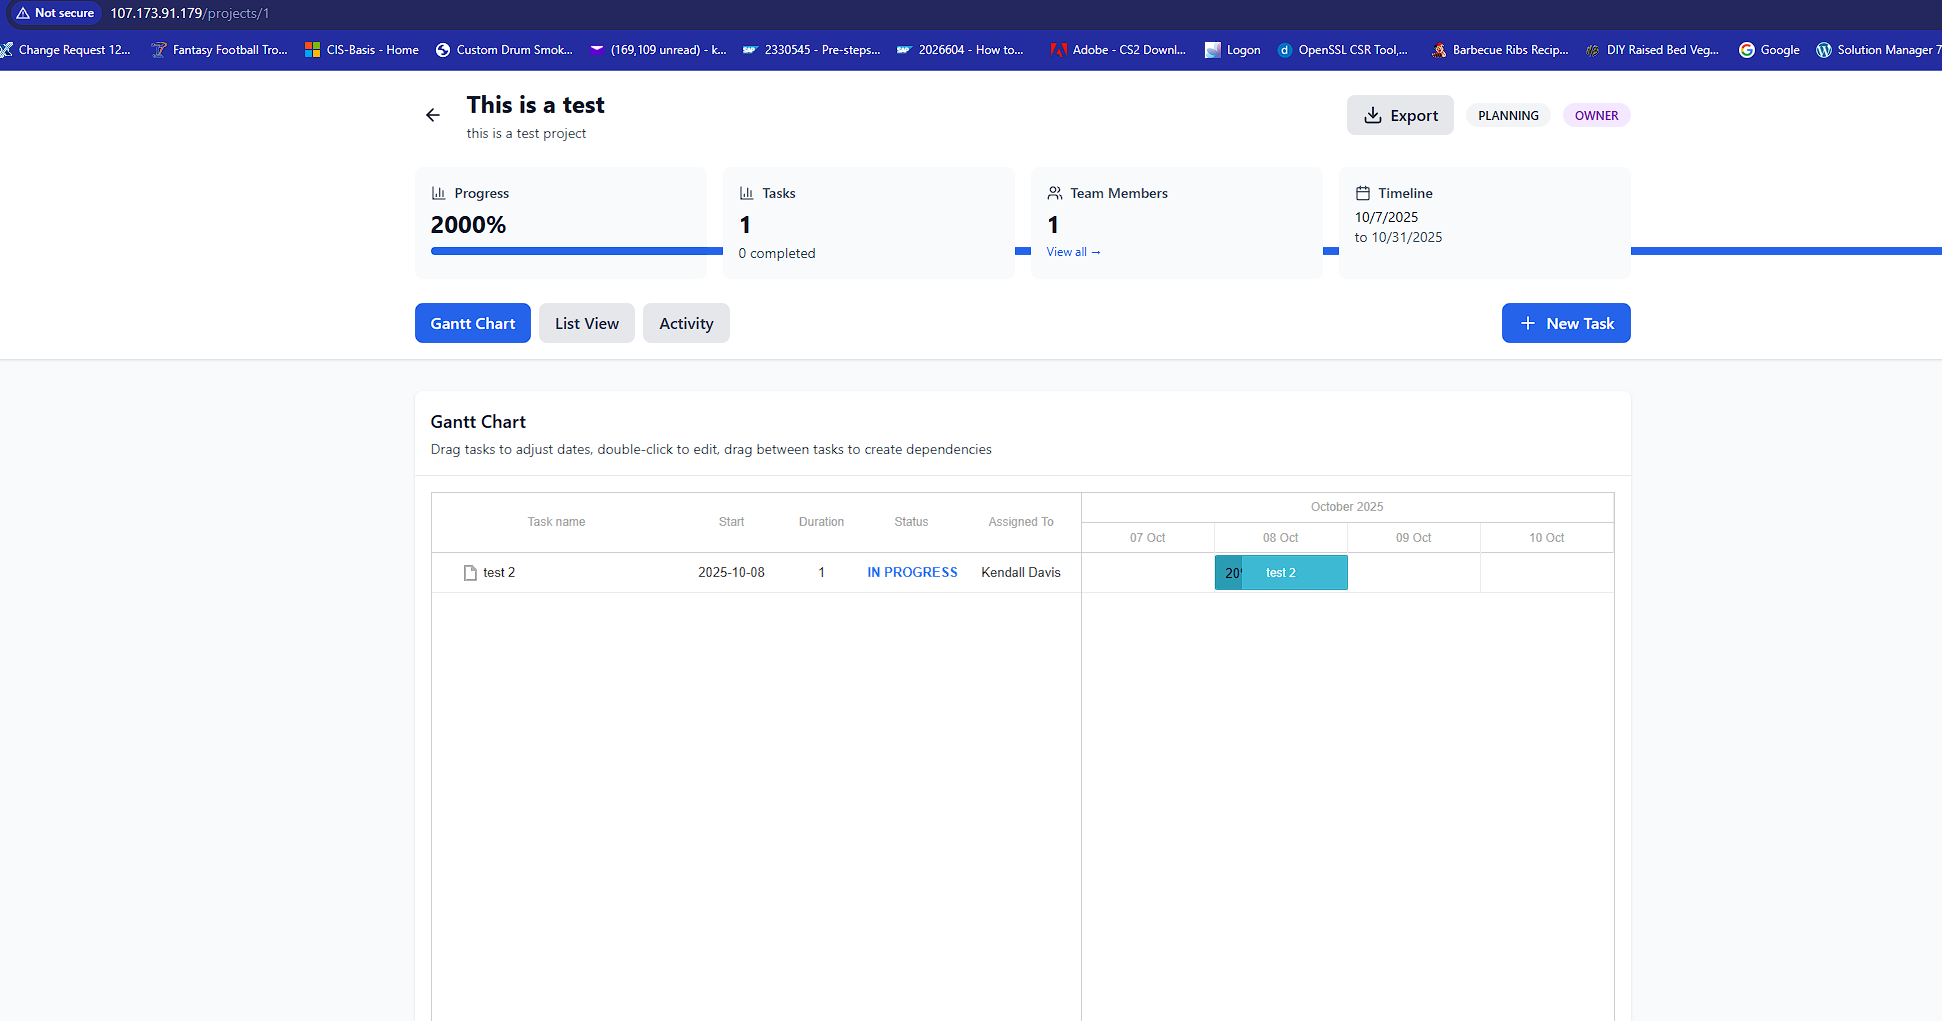 Not secure 107.173.91.179/projects/1
Change Request 12... Fantasy Football Tro... CIS-Basis - Home Custom Drum Smok... (169,109 unread) - k... 2330545 - Pre-steps... 2026604 - How to... Adobe - CS2 Downl... Logon OpenSSL CSR Tool,... Barbecue Ribs Recip... DIY Raised Bed Veg... Google Solution Manager 7
This is a test
this is a test project
Export PLANNING OWNER
Progress
2000%
Tasks
1
0 completed
Team Members
1
View all →
Timeline
10/7/2025
to 10/31/2025
Gantt Chart List View Activity New Task
Gantt Chart
Drag tasks to adjust dates, double-click to edit, drag between tasks to create dependencies
October 2025
Task name Start Duration Status Assigned To
07 Oct 08 Oct 09 Oct 10 Oct
test 2 2025-10-08 1 IN PROGRESS Kendall Davis 20 test 2